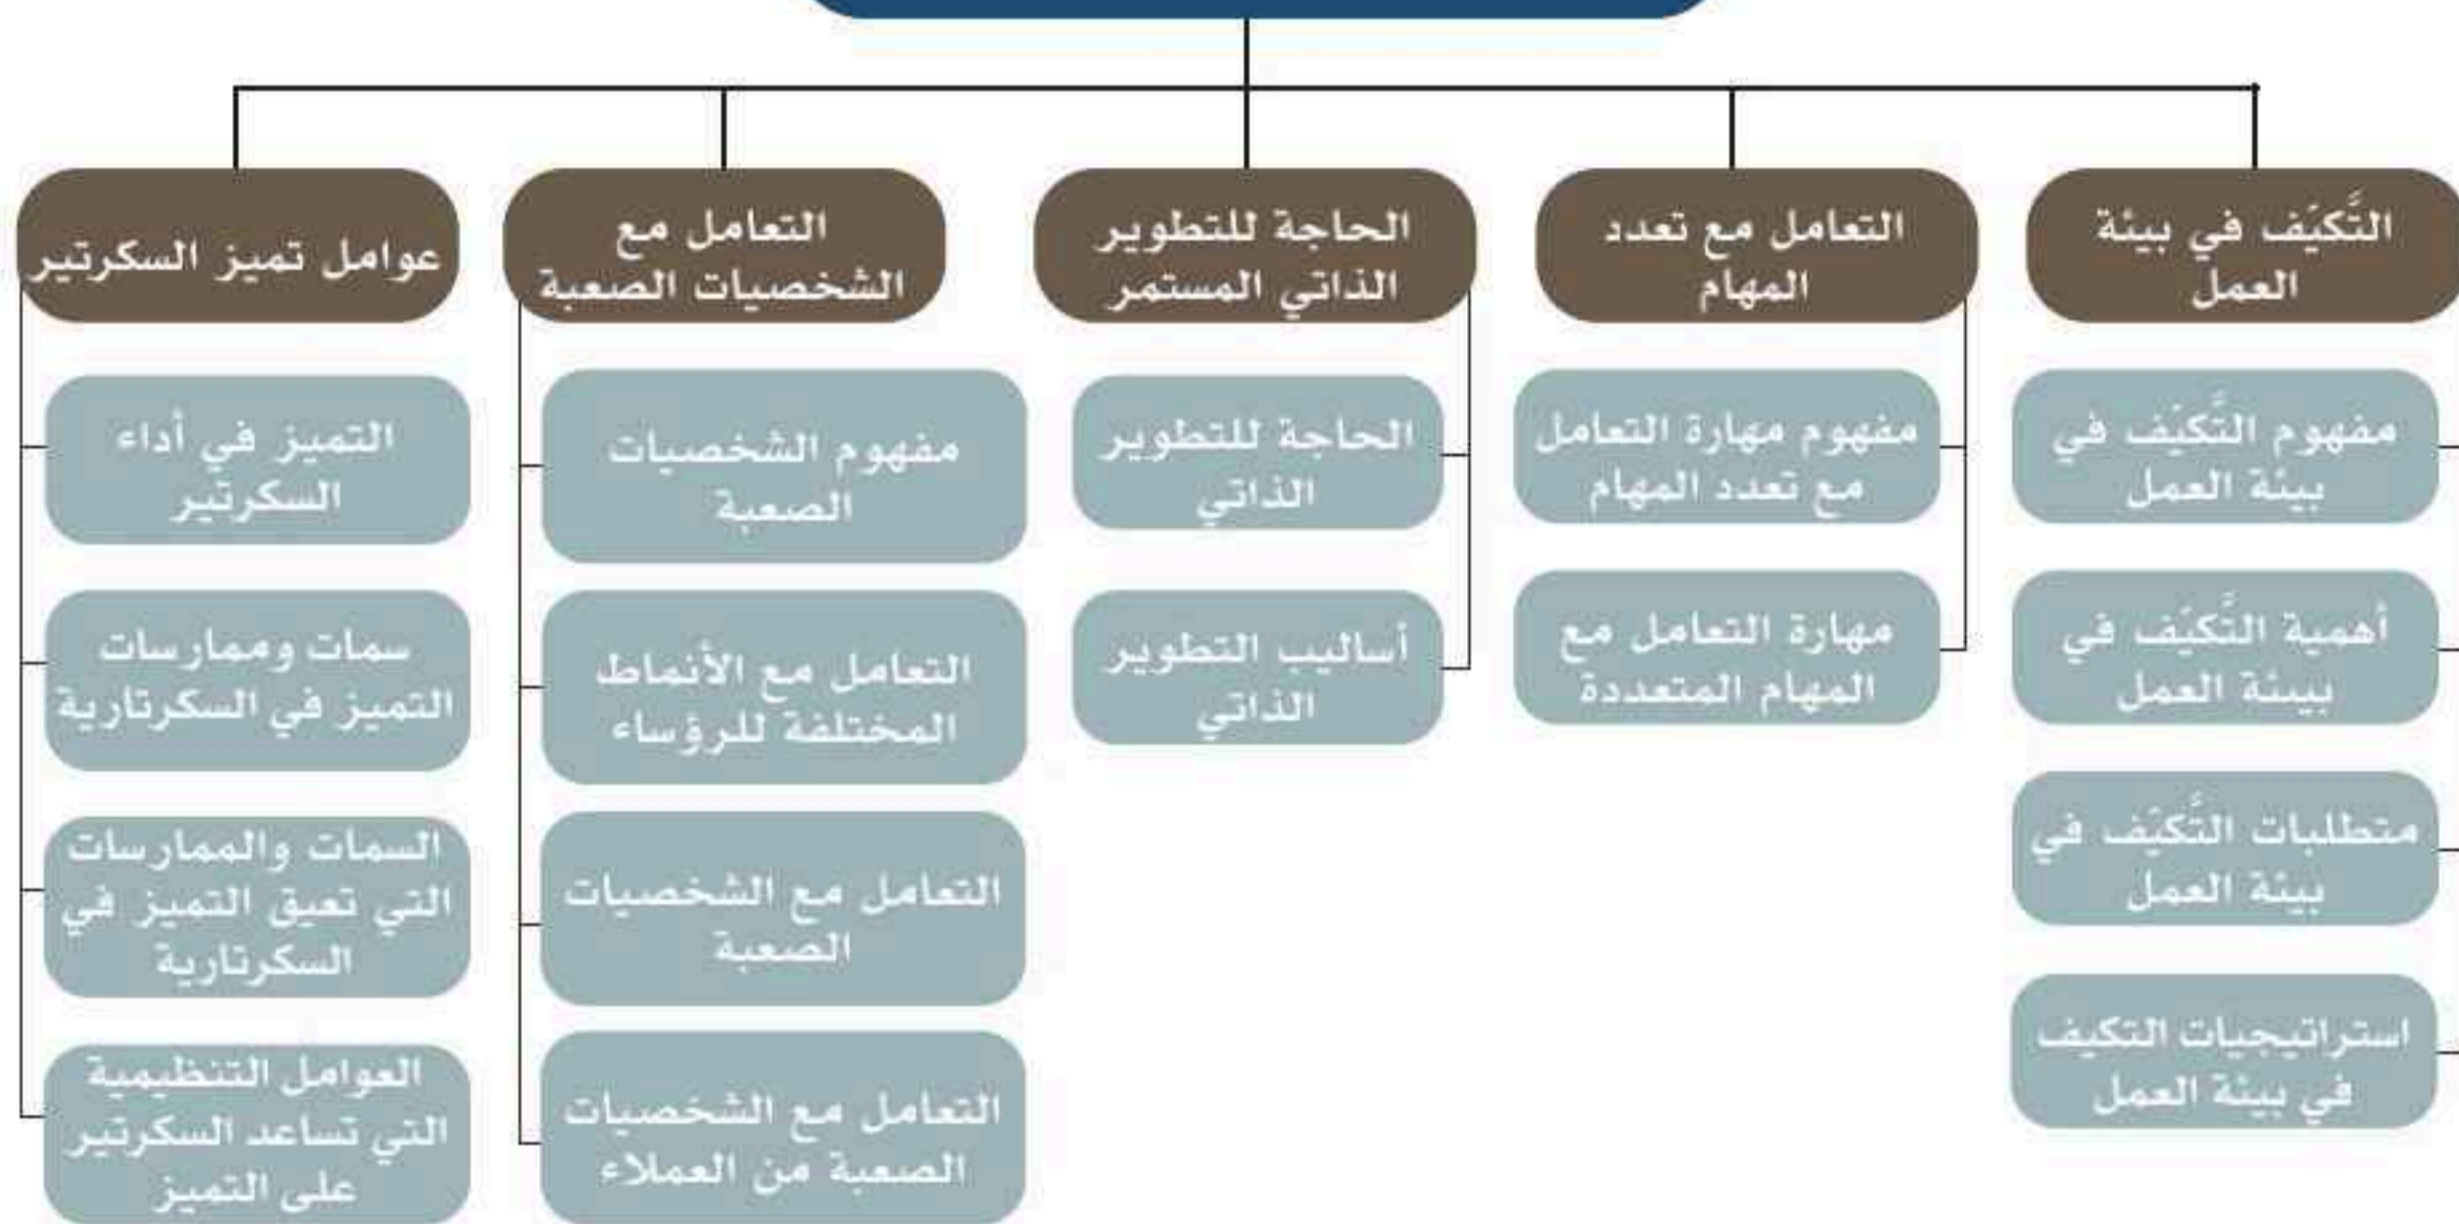 التَّكيَف في بيئة
العمل
مفهوم التَّكيَف في
بيئة العمل
أهمية التَّكيَف في
بيىئة العمل
متطلبات التَّكيَف في
بيئة العمل
استراتيجيات التكيف
في بيئة العمل
التعامل مع تعدد
المهام
مفهوم مهارة التعامل
مع تعدد المهام
مهارة التعامل مع
المهام المتعددة
الحاجة للتطوير
الذاتي المستمر
الحاجة للتطوير
الذاتي
أساليب التطوير
الذاتي
التعامل مع
الشخصيات الصعبة
مفهوم الشخصيات
الصعبة
التعامل مع الأنماط
المختلفة للرؤساء
التعامل مع الشخصيات
الصعبة
التعامل مع الشخصيات
الصعبة من العملاء
عوامل تميز السكرتير
التميز في أداء
السكرتير
سمات وممارسات
التميز في السكرتارية
السمات والممارسات
التي تعيق التميز في
السكرتارية
العوامل التنظيمية
التي تساعد السكرتير
على التميز